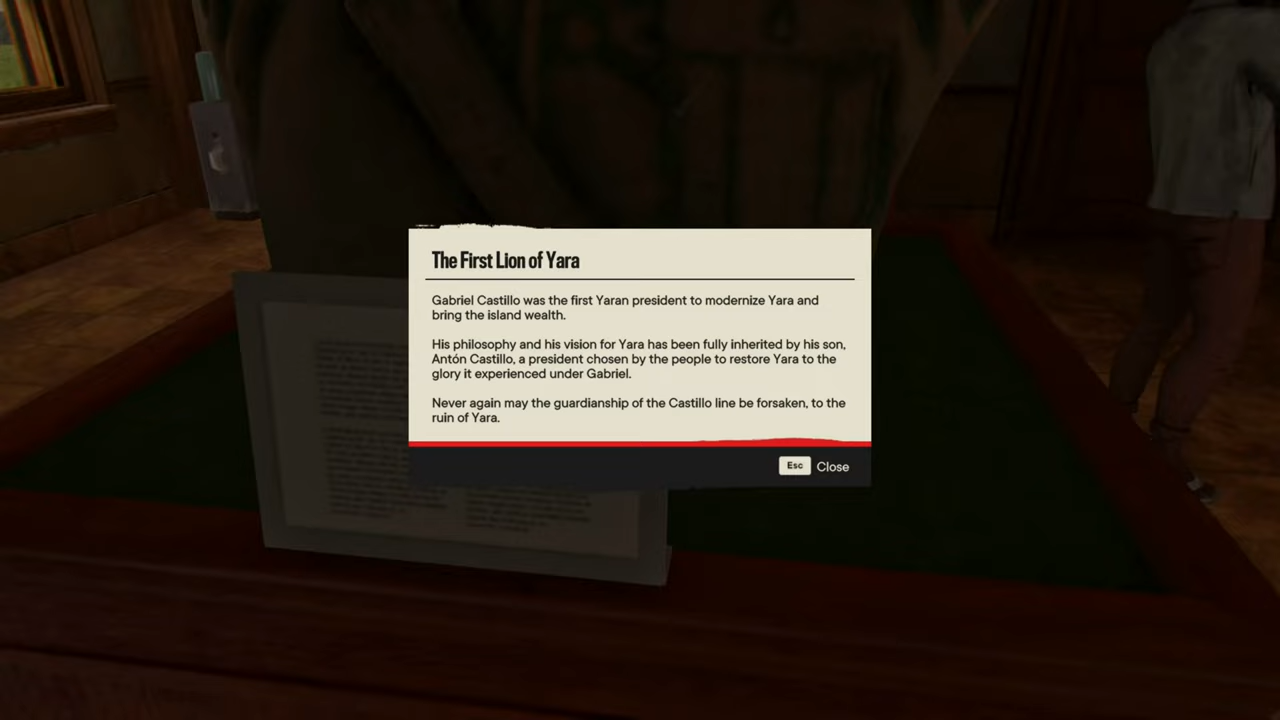 The First Lion of Yara
Gabriel Castillo was the first Yaran president to modernize Yara and
bring the island wealth.
His philosophy and his vision for Yara has been fully inherited by his son,
Antón Castillo, a president chosen by the people to restore Yara to the
glory it experienced under Gabriel.
Never again may the guardianship of the Castillo line be forsaken, to the
ruin of Yara.
Esc Close